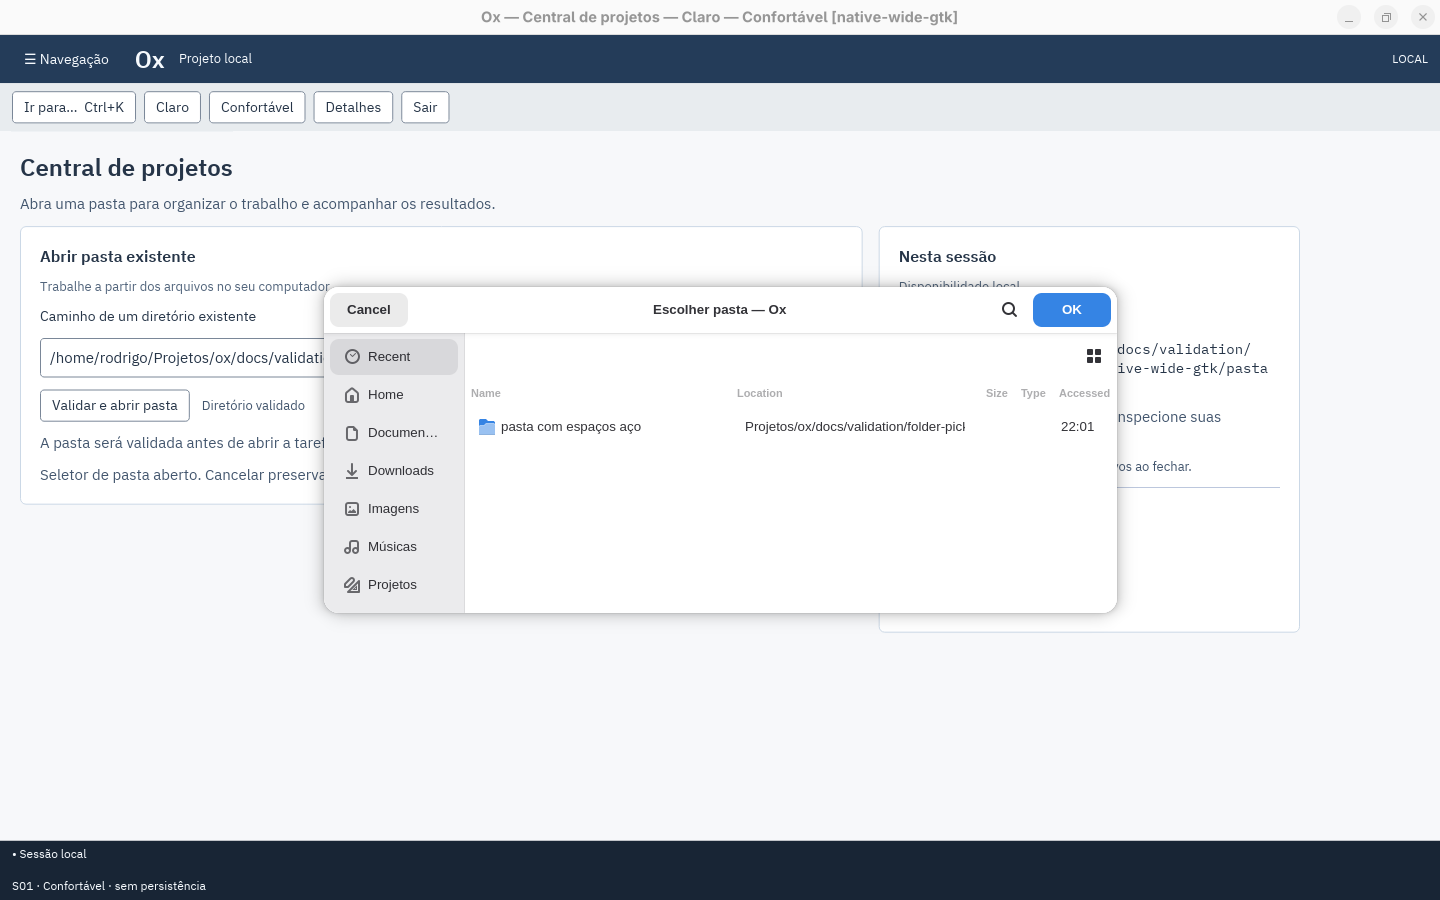 Ox — Central de projetos — Claro — Confortável [native-wide-gtk]
☰ Navegação
Ox
Projeto local
LOCAL
Ir para... Ctrl+K
Claro
Confortável
Detalhes
Sair
Central de projetos
Abra uma pasta para organizar o trabalho e acompanhar os resultados.
Abrir pasta existente
Trabalhe a partir dos arquivos no seu computador
Caminho de um diretório existente
/home/rodrigo/Projetos/ox/docs/validati
Validar e abrir pasta
Diretório validado
A pasta será validada antes de abrir a taref
Seletor de pasta aberto. Cancelar preserva
Nesta sessão
Disponibilidade local
docs/validation/
ive-wide-gtk/pasta
nspecione suas
vos ao fechar.
Cancel
Escolher pasta — Ox
OK
Recent
Home
Documen...
Downloads
Imagens
Músicas
Projetos
Name
Location
Size
Type
Accessed
pasta com espaços aço
Projetos/ox/docs/validation/folder-pick
22:01
• Sessão local
S01 · Confortável · sem persistência